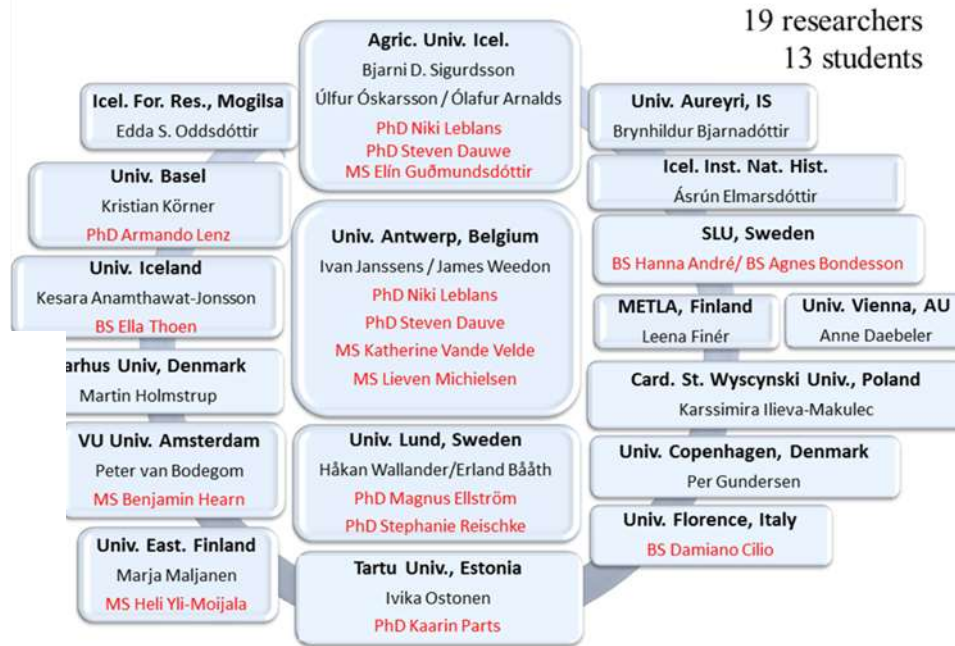 19 researchers
13 students
Agric. Univ. Icel.
Bjarni D. Sigurdsson
Úlfur Óskarsson / Ólafur Arnalds
PhD Niki Leblans
PhD Steven Dauwe
MS Elín Guðmundsdóttir
Icel. For. Res., Mogilsa
Edda S. Oddsdóttir
Univ. Basel
Kristian Körner
PhD Armando Lenz
Univ. Iceland
Kesara Anamthawat-Jonsson
BS Ella Thoen
arhus Univ, Denmark
Martin Holmstrup
VU Univ. Amsterdam
Peter van Bodegom
MS Benjamin Hearn
Univ. East. Finland
Marja Maljanen
MS Heli Yli-Moijala
Univ. Antwerp, Belgium
Ivan Janssens / James Weedon
PhD Niki Leblans
PhD Steven Dauve
MS Katherine Vande Velde
MS Lieven Michielsen
Univ. Lund, Sweden
Håkan Wallander/Erland Bååth
PhD Magnus Ellström
PhD Stephanie Reischke
Tartu Univ., Estonia
Ivika Ostonen
PhD Kaarin Parts
Univ. Aureyri, IS
Brynhildur Bjarnadóttir
Icel. Inst. Nat. Hist.
Ásrún Elmarsdóttir
SLU, Sweden
BS Hanna André/ BS Agnes Bondesson
METLA, Finland
Leena Finér
Univ. Vienna, AU
Anne Daebeler
Card. St. Wyscynski Univ., Poland
Karssimira Ilieva-Makulec
Univ. Copenhagen, Denmark
Per Gundersen
Univ. Florence, Italy
BS Damiano Cilio